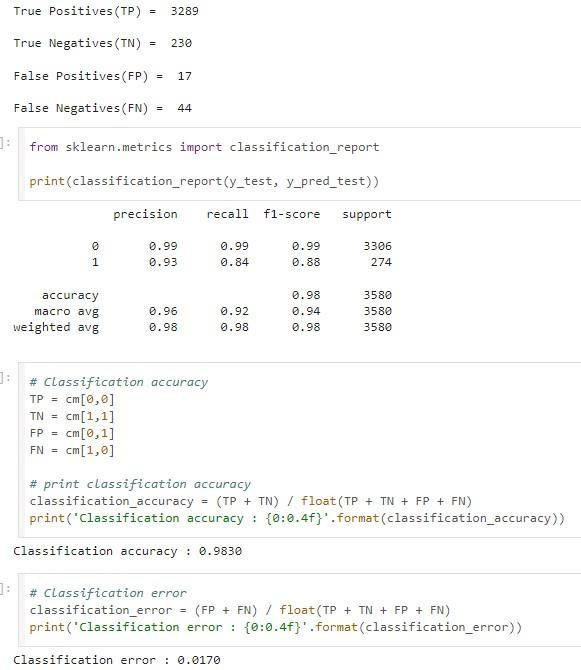 True Positives(TP) =  3289
True Negatives(TN) =  230
False Positives(FP) =  17
False Negatives(FN) =  44
]:
from sklearn.metrics import classification_report
print(classification_report(y_test, y_pred_test))
precision    recall  f1-score   support
0       0.99      0.99      0.99      3306
1       0.93      0.84      0.88       274
accuracy                           0.98      3580
macro avg       0.96      0.92      0.94      3580
weighted avg       0.98      0.98      0.98      3580
]:
# Classification accuracy
TP = cm[0,0]
TN = cm[1,1]
FP = cm[0,1]
FN = cm[1,0]
# print classification accuracy
classification_accuracy = (TP + TN) / float(TP + TN + FP + FN)
print('Classification accuracy : {0:0.4f}'.format(classification_accuracy))
Classification accuracy : 0.9830
]:
# Classification error
classification_error = (FP + FN) / float(TP + TN + FP + FN)
print('Classification error : {0:0.4f}'.format(classification_error))
Classification error : 0.0170